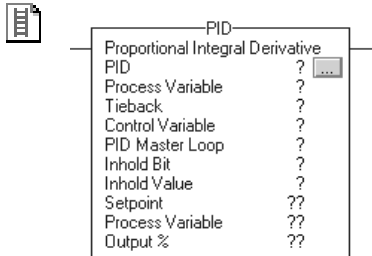 PID
Proportional Integral Derivative
PID ? ...
Process Variable ?
Tieback ?
Control Variable ?
PID Master Loop ?
Inhold Bit ?
Inhold Value ?
Setpoint ??
Process Variable ??
Output % ??